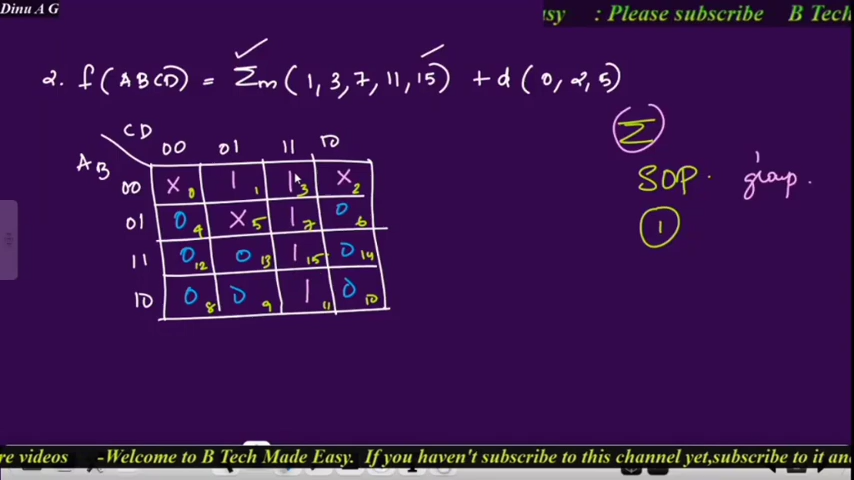 Dinu A G
sy : Please subscribe B Tech
2. f(ABCD) = Σm(1,3,7,11,15) + d(0,2,5)
Σ
CD 00 01 11 10
AB
SOP. group.
1
00 X0 11 13 X2
01 04 X5 17 06
11 012 013 115 014
10 08 09 111 010
re videos -Welcome to B Tech Made Easy. If you haven't subscribe to this channel yet,subscribe to it and